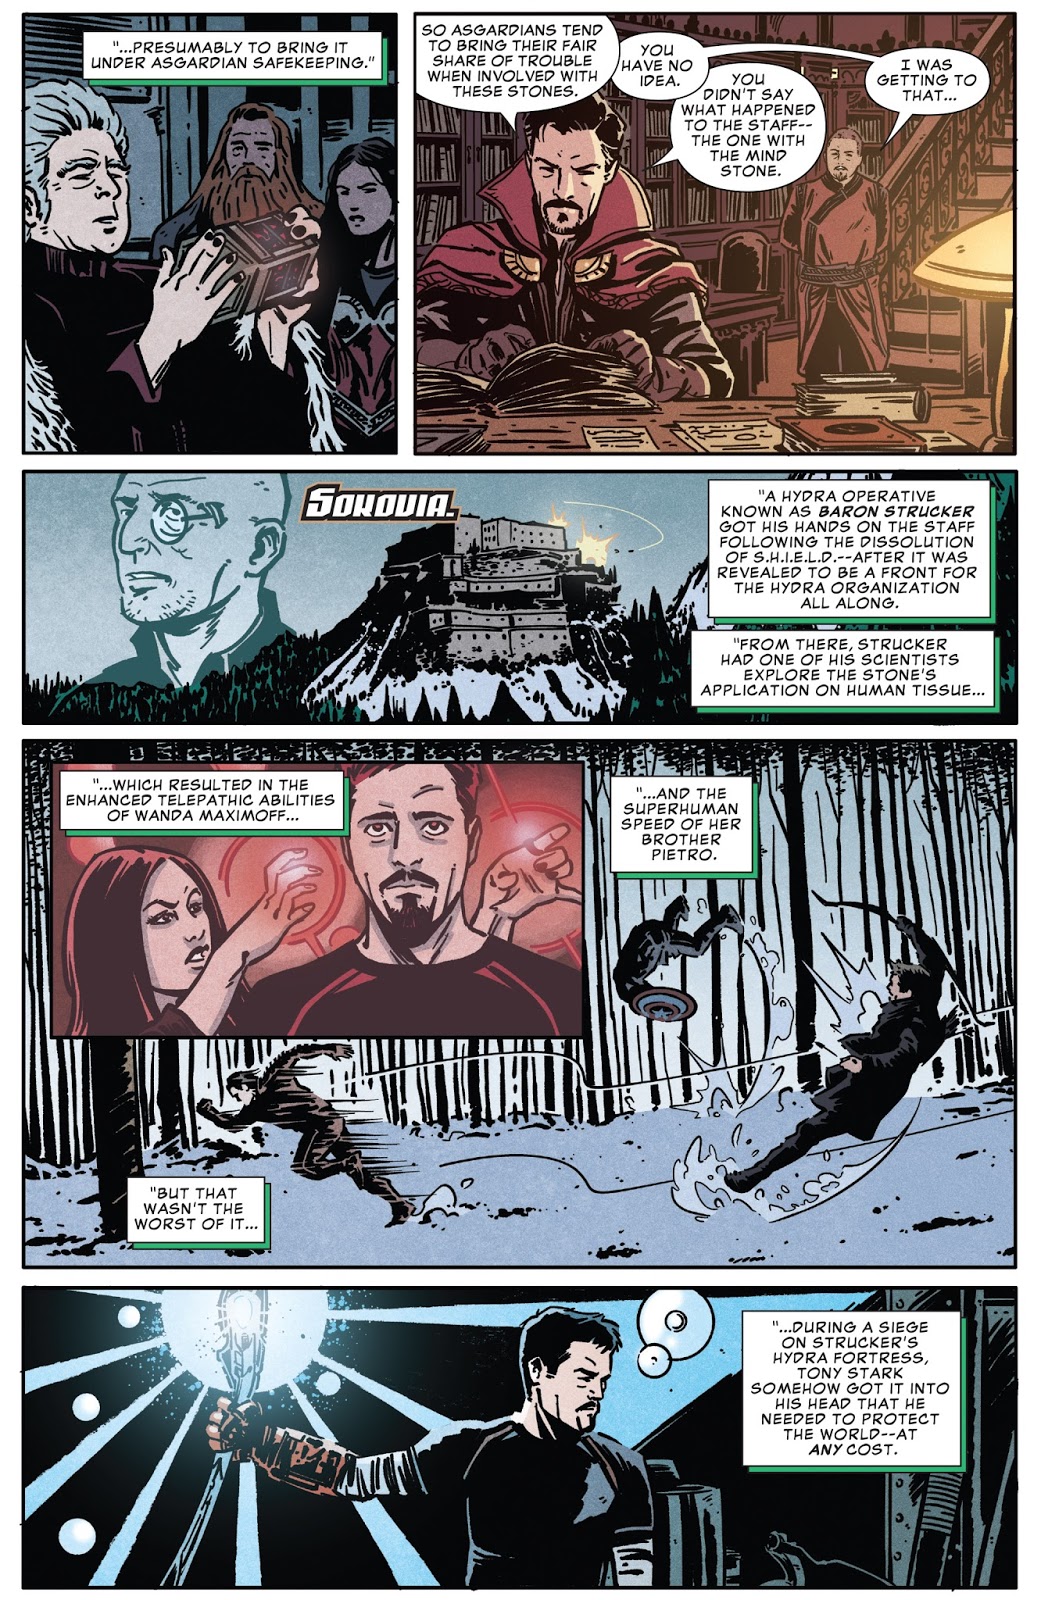 "...PRESUMABLY TO BRING IT
UNDER ASGARDIAN SAFEKEEPING."
SO ASGARDIANS TEND
TO BRING THEIR FAIR
SHARE OF TROUBLE
WHEN INVOLVED WITH
THESE STONES.
YOU
HAVE NO
IDEA.
YOU
DIDN'T SAY
WHAT HAPPENED
TO THE STAFF--
THE ONE WITH
THE MIND
STONE.
I WAS
GETTING TO
THAT...
SOKOVIA.
"A HYDRA OPERATIVE
KNOWN AS BARON STRUCKER
GOT HIS HANDS ON THE STAFF
FOLLOWING THE DISSOLUTION
OF S.H.I.E.L.D.--AFTER IT WAS
REVEALED TO BE A FRONT FOR
THE HYDRA ORGANIZATION
ALL ALONG.
"FROM THERE, STRUCKER
HAD ONE OF HIS SCIENTISTS
EXPLORE THE STONE'S
APPLICATION ON HUMAN TISSUE...
"...WHICH RESULTED IN THE
ENHANCED TELEPATHIC ABILITIES
OF WANDA MAXIMOFF...
"...AND THE
SUPERHUMAN
SPEED OF HER
BROTHER
PIETRO.
"BUT THAT
WASN'T THE
WORST OF IT...
"...DURING A SIEGE
ON STRUCKER'S
HYDRA FORTRESS,
TONY STARK
SOMEHOW GOT IT INTO
HIS HEAD THAT HE
NEEDED TO PROTECT
THE WORLD--AT
ANY COST.